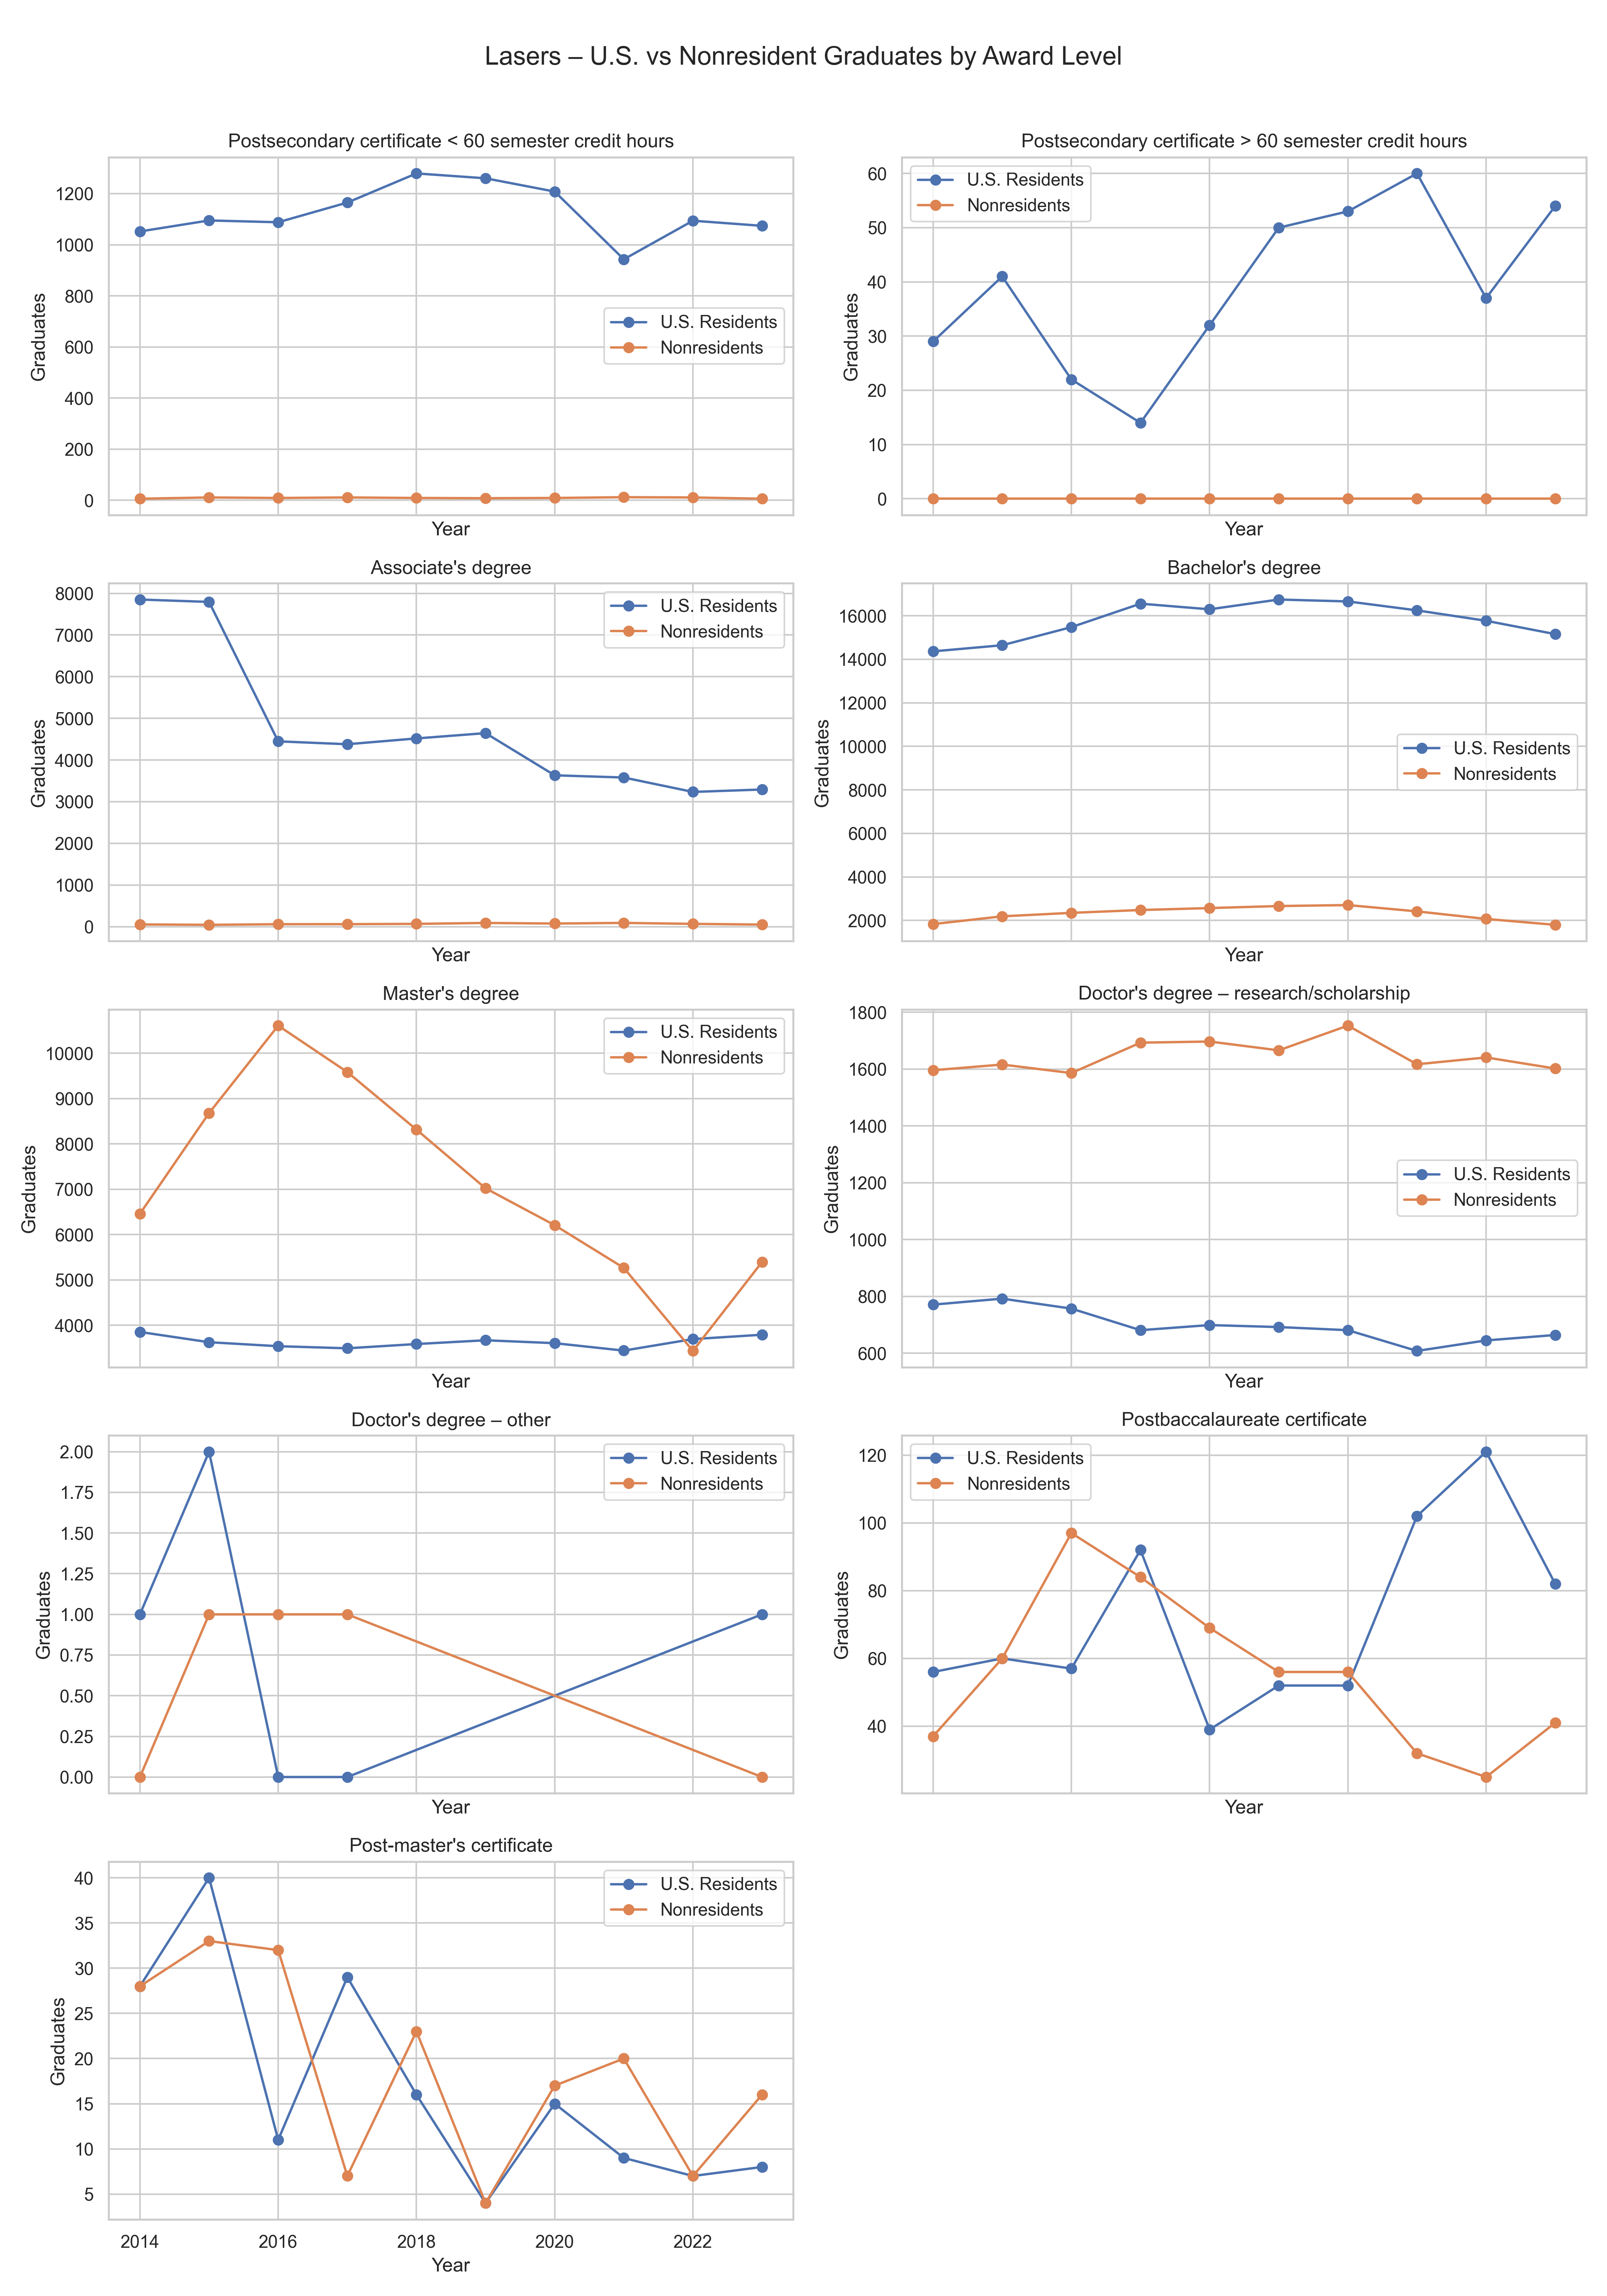 Lasers – U.S. vs Nonresident Graduates by Award Level
Postsecondary certificate < 60 semester credit hours
1200
1000
800
600
400
200
0
Graduates
U.S. Residents
Nonresidents
Year
Postsecondary certificate > 60 semester credit hours
60
50
40
30
20
10
0
Graduates
U.S. Residents
Nonresidents
Year
Associate's degree
8000
7000
6000
5000
4000
3000
2000
1000
0
Graduates
U.S. Residents
Nonresidents
Year
Bachelor's degree
16000
14000
12000
10000
8000
6000
4000
2000
Graduates
U.S. Residents
Nonresidents
Year
Master's degree
10000
9000
8000
7000
6000
5000
4000
Graduates
U.S. Residents
Nonresidents
Year
Doctor's degree – research/scholarship
1800
1600
1400
1200
1000
800
600
Graduates
U.S. Residents
Nonresidents
Year
Doctor's degree – other
2.00
1.75
1.50
1.25
1.00
0.75
0.50
0.25
0.00
Graduates
U.S. Residents
Nonresidents
Year
Postbaccalaureate certificate
120
100
80
60
40
Graduates
U.S. Residents
Nonresidents
Year
Post-master's certificate
40
35
30
25
20
15
10
5
Graduates
U.S. Residents
Nonresidents
2014 2016 2018 2020 2022
Year